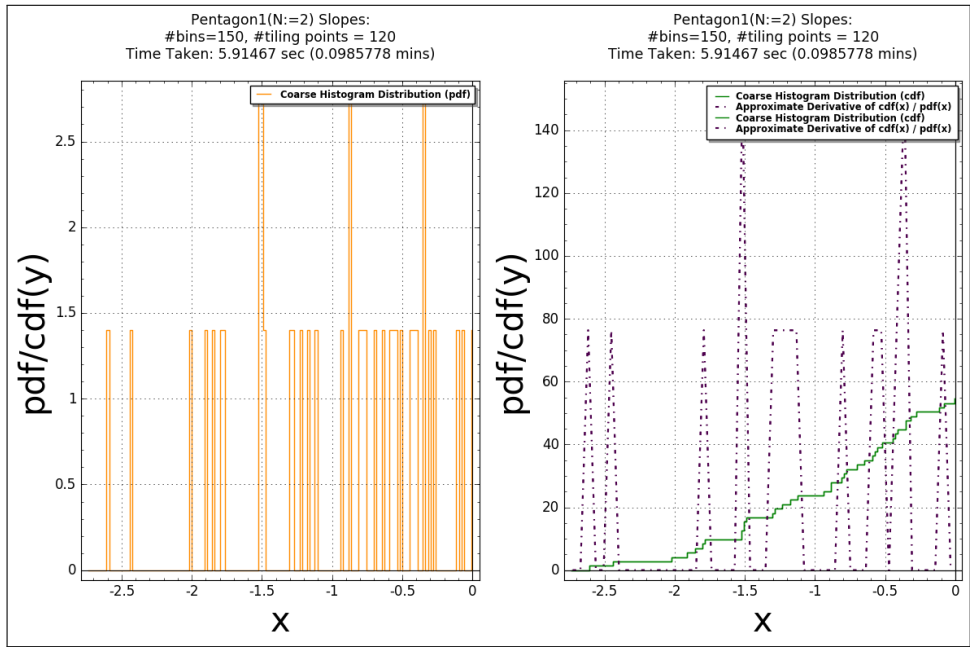 Pentagon1(N:=2) Slopes:
#bins=150, #tiling points = 120
Time Taken: 5.91467 sec (0.0985778 mins)
Coarse Histogram Distribution (pdf)
2.5
2
1.5
1
0.5
0
-2.5
-2
-1.5
-1
-0.5
0
pdf/cdf(y)
x
Pentagon1(N:=2) Slopes:
#bins=150, #tiling points = 120
Time Taken: 5.91467 sec (0.0985778 mins)
Coarse Histogram Distribution (cdf)
Approximate Derivative of cdf(x) / pdf(x)
Coarse Histogram Distribution (cdf)
Approximate Derivative of cdf(x) / pdf(x)
140
120
100
80
60
40
20
0
-2.5
-2
-1.5
-1
-0.5
0
pdf/cdf(y)
x